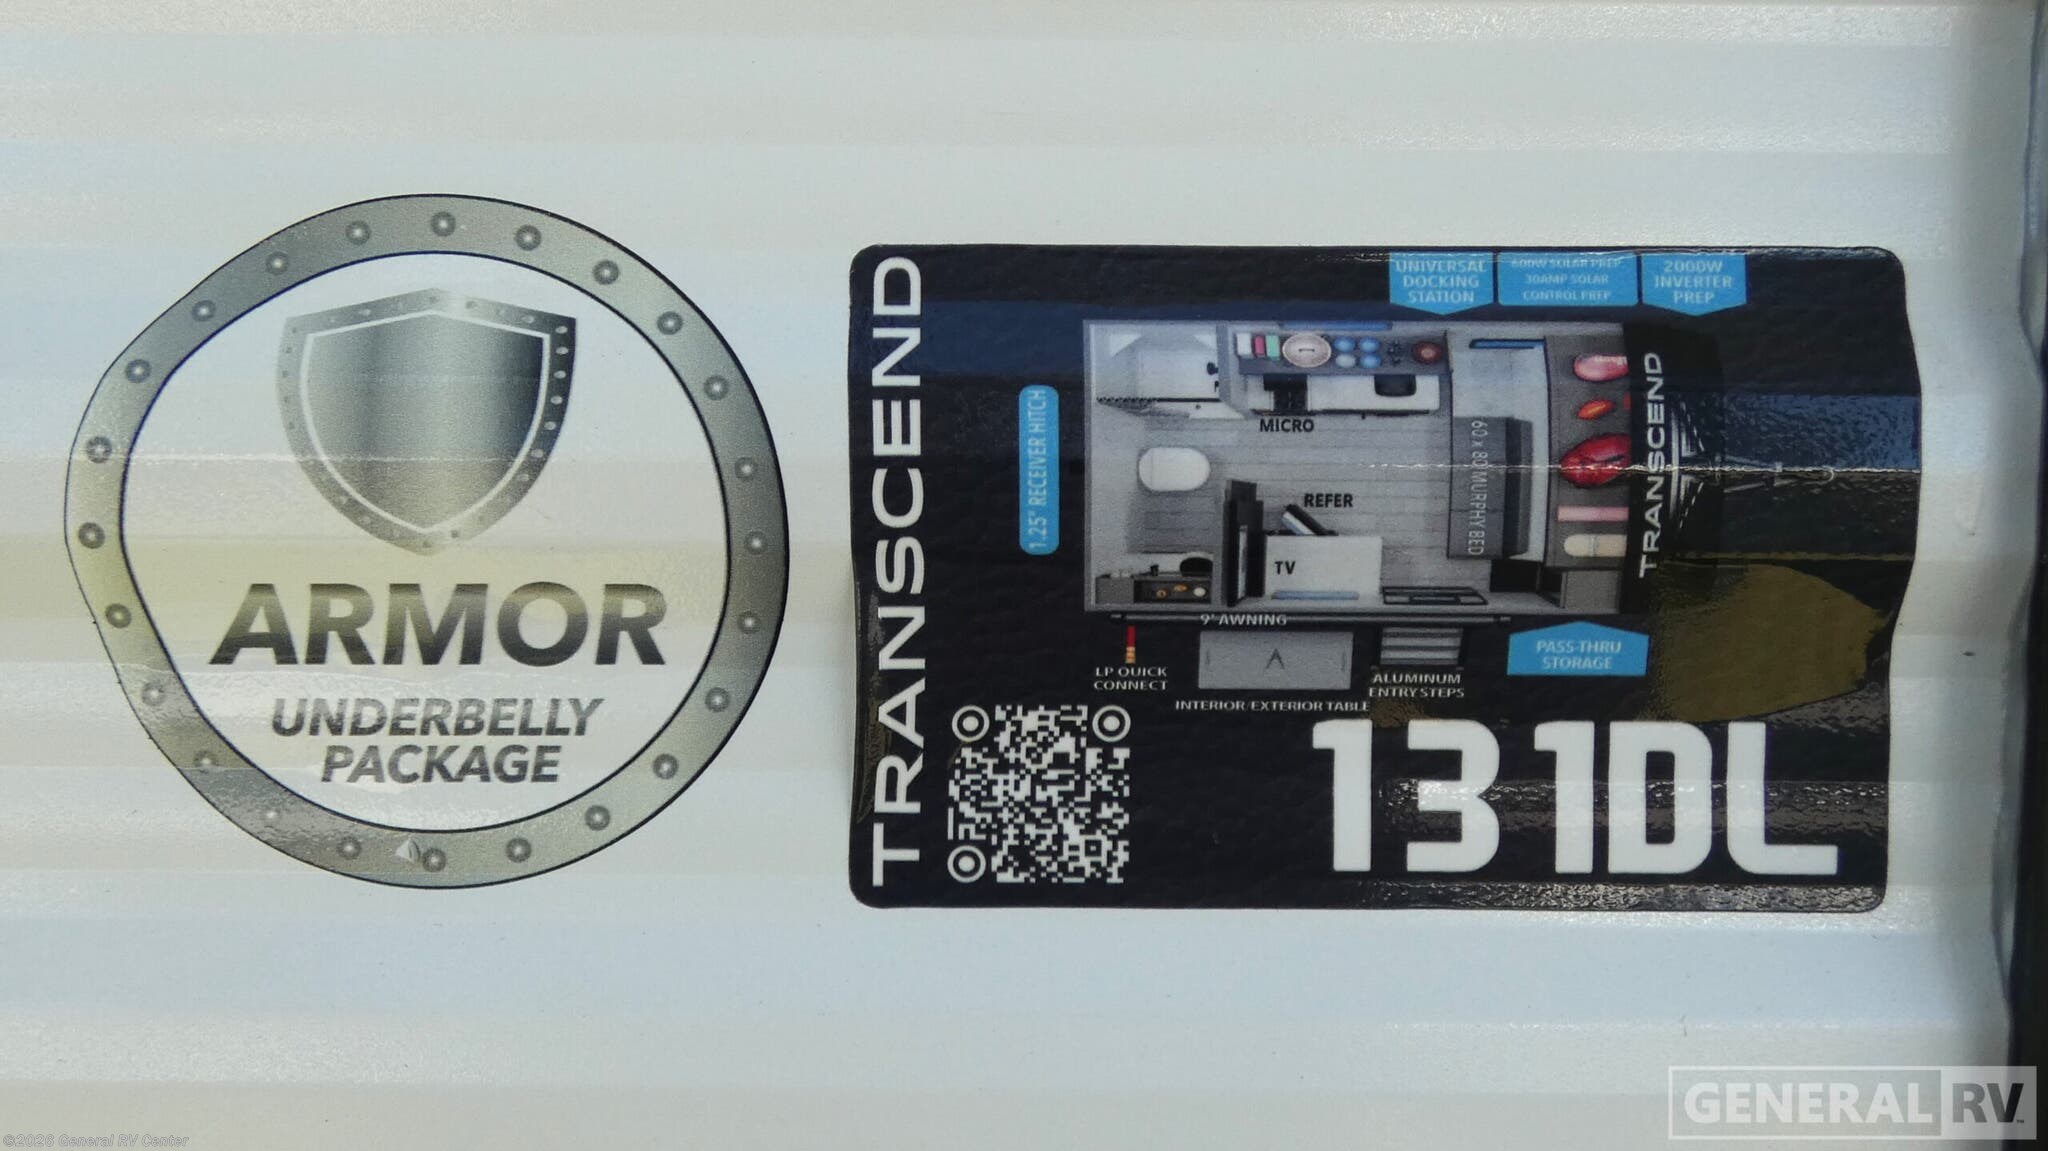 ARMOR
UNDERBELLY
PACKAGE
TRANSCEND
UNIVERSAL
DOCKING
STATION
600W SOLAR PREP
30AMP SOLAR
CONTROL PREP
2000W
INVERTER
PREP
1.25" RECEIVER HITCH
MICRO
REFER
TV
60 x 80 MURPHY BED
TRANSCEND
9' AWNING
LP QUICK
CONNECT
INTERIOR/EXTERIOR TABLE
ALUMINUM
ENTRY STEPS
PASS-THRU
STORAGE
131DL
GENERAL RV
©2026 General RV Center